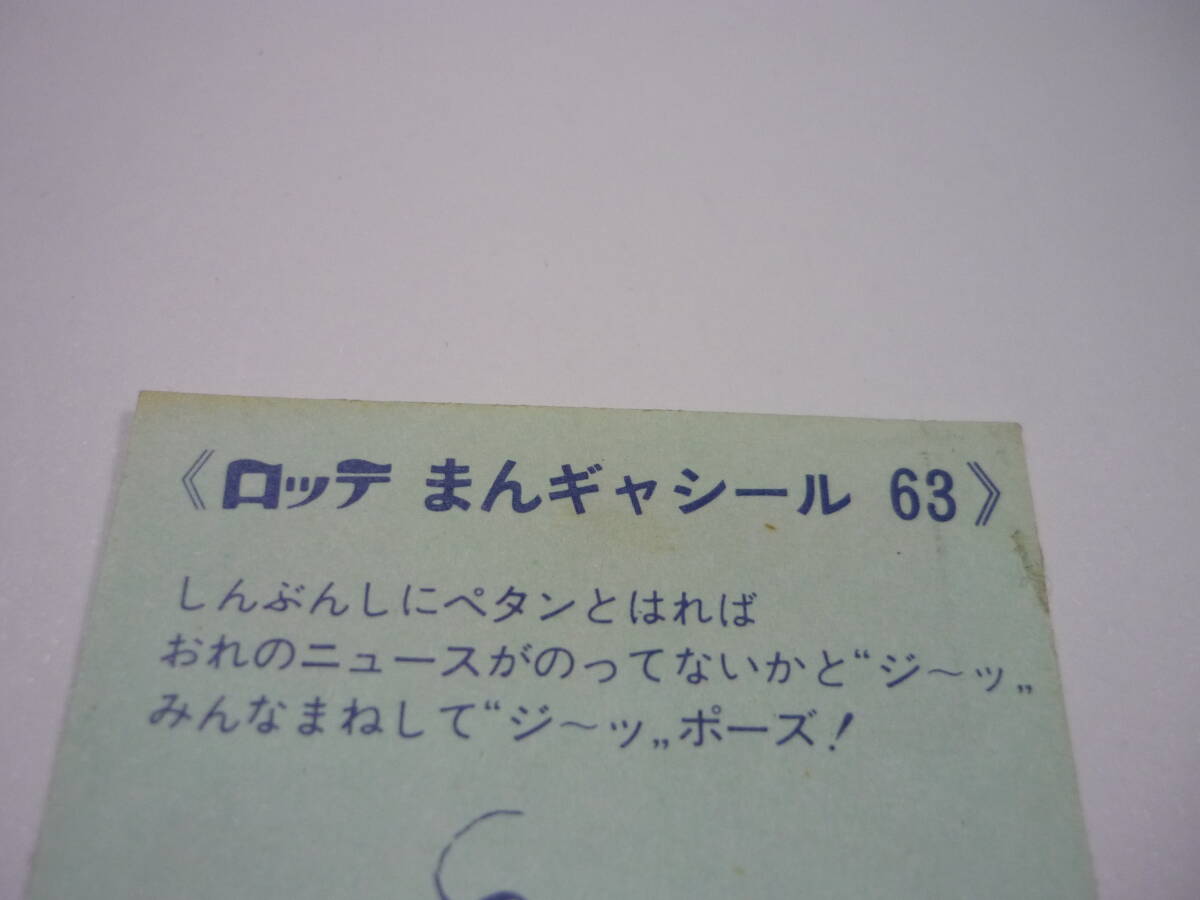 《ロッテ まんギャシール 63》
しんぶんしにペタンとはれば
おれのニュースがのってないかと“ジ〜ッ„
みんなまねして“ジ〜ッ„ポーズ!